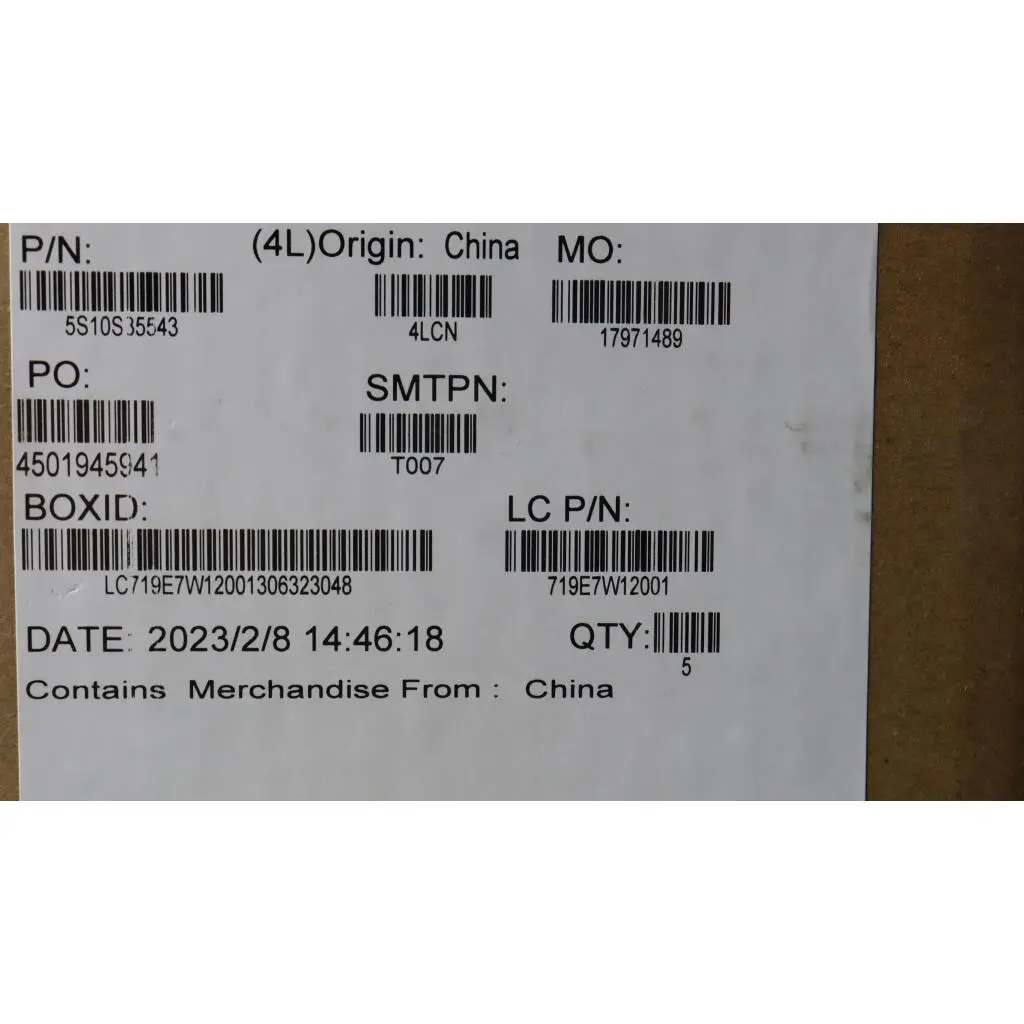 P/N: (4L)Origin: China MO:
5S10S35543 4LCN 17971489
PO: SMTPN:
4501945941 T007
BOXID: LC P/N:
LC719E7W12001306323048 719E7W12001
DATE: 2023/2/8 14:46:18 QTY:
5
Contains Merchandise From : China